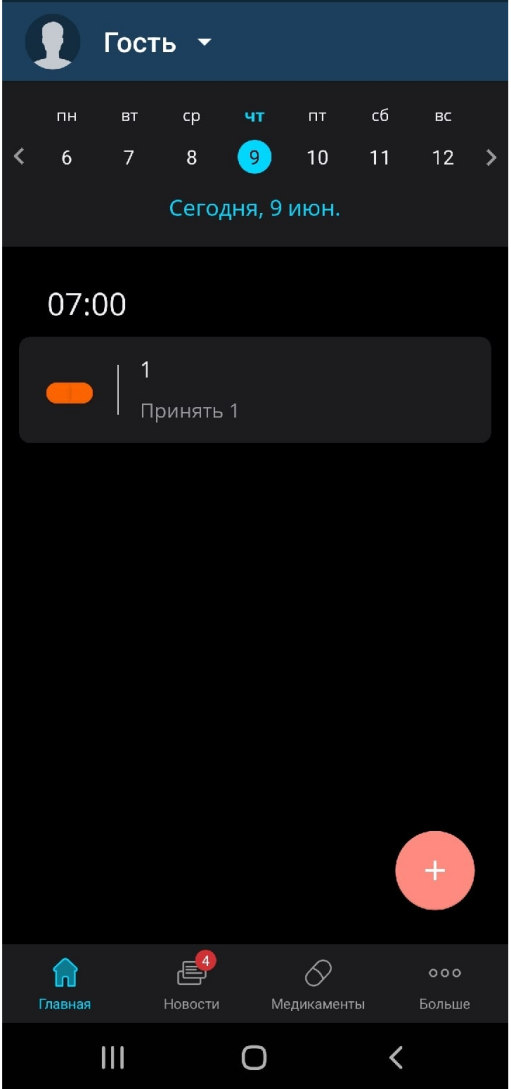 Гость
пн вт ср чт пт сб вс
6 7 8 9 10 11 12
Сегодня, 9 июн.
07:00
1
Принять 1
+
4
Главная Новости Медикаменты Больше